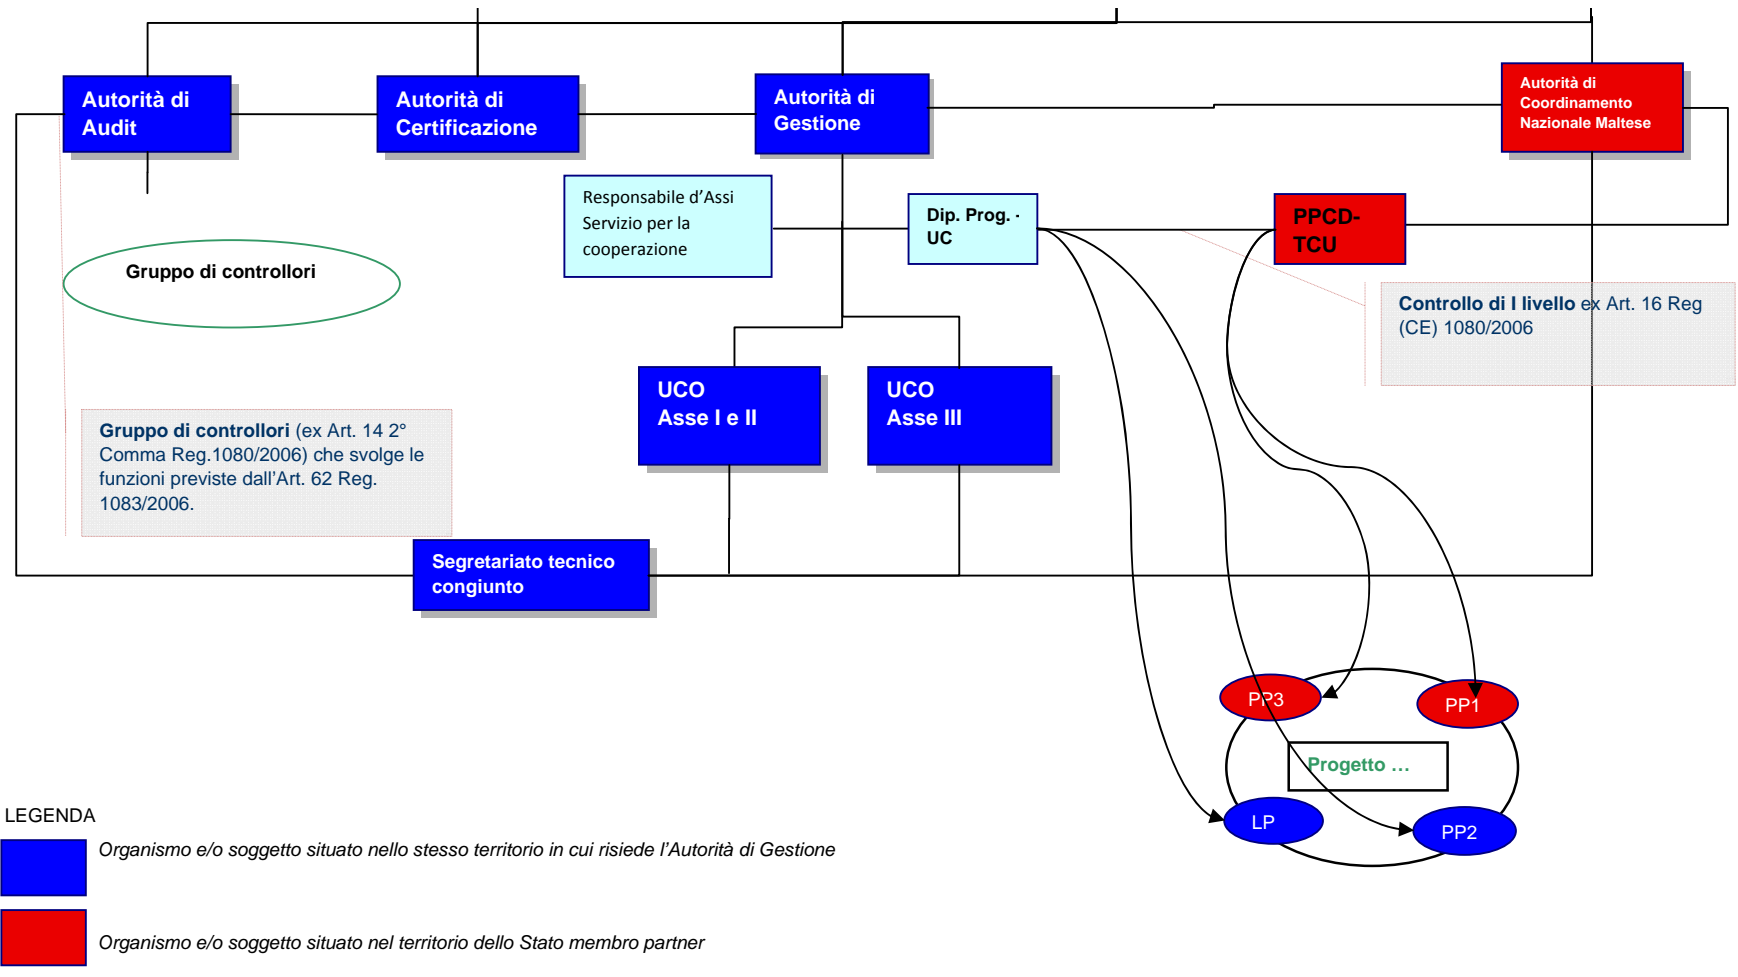 Autorità di
Audit
Autorità di
Certificazione
Autorità di
Gestione
Autorità di
Coordinamento
Nazionale Maltese
Responsabile d'Assi
Servizio per la
cooperazione
Dip. Prog. -
UC
PPCD-
TCU
Gruppo di controllori
Controllo di I livello ex Art. 16 Reg
(CE) 1080/2006
UCO
Asse I e II
UCO
Asse III
Gruppo di controllori (ex Art. 14 2°
Comma Reg.1080/2006) che svolge le
funzioni previste dall'Art. 62 Reg.
1083/2006.
Segretariato tecnico
congiunto
PP3
PP1
Progetto …
LP
PP2
LEGENDA
Organismo e/o soggetto situato nello stesso territorio in cui risiede l'Autorità di Gestione
Organismo e/o soggetto situato nel territorio dello Stato membro partner